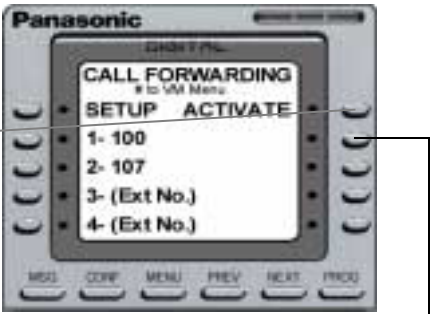 Panasonic
DIGITAL
CALL FORWARDING
# to VM Menu
SETUP ACTIVATE
1- 100
2- 107
3- (Ext No.)
4- (Ext No.)
MSG CONF MENU PREV NEXT PROG